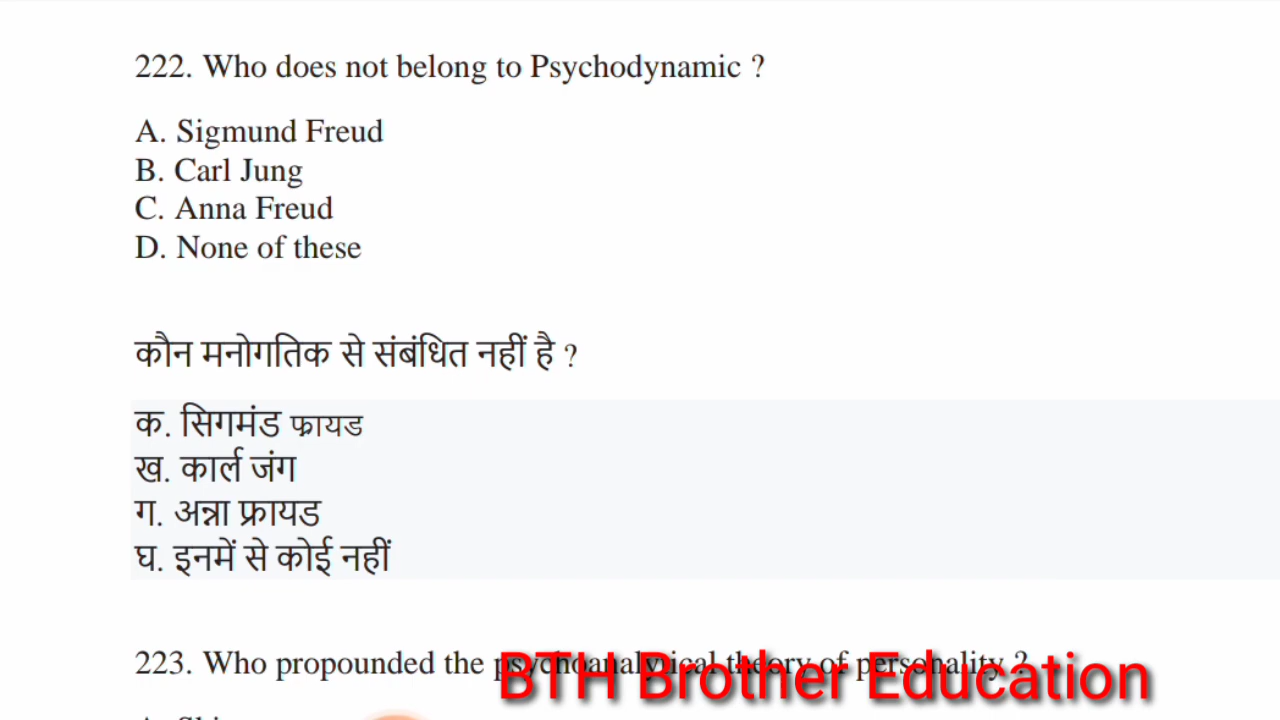 222. Who does not belong to Psychodynamic ?
A. Sigmund Freud
B. Carl Jung
C. Anna Freud
D. None of these
कौन मनोगतिक से संबंधित नहीं है ?
क. सिगमंड फ्रायड
ख. कार्ल जंग
ग. अन्ना फ्रायड
घ. इनमें से कोई नहीं
223. Who propounded the psychoanalytical theory of personality ?
BTH Brother Education